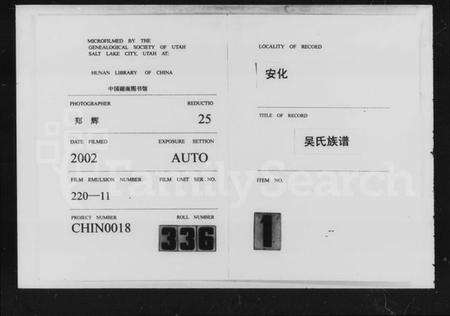 MICROFILMED BY THE
GENEALOGICAL SOCIETY OF UTAH
SALT LAKE CITY, UTAH AT:
HUNAN LIBRARY OF CHINA
中国湖南图书馆
PHOTOGRAPHER REDUCTIO
郑 辉 25
DATE FILMED EXPOSURE SETTION
2002 AUTO
FILM EMULSION NUMBER FILM UNIT SER. NO.
220—11
PROJECT NUMBER ROLL NUMBER
CHIN0018 336
LOCALITY OF RECORD
安化
TITLE OF RECORD
吴氏族谱
ITEM NO.
1
FamilySearch